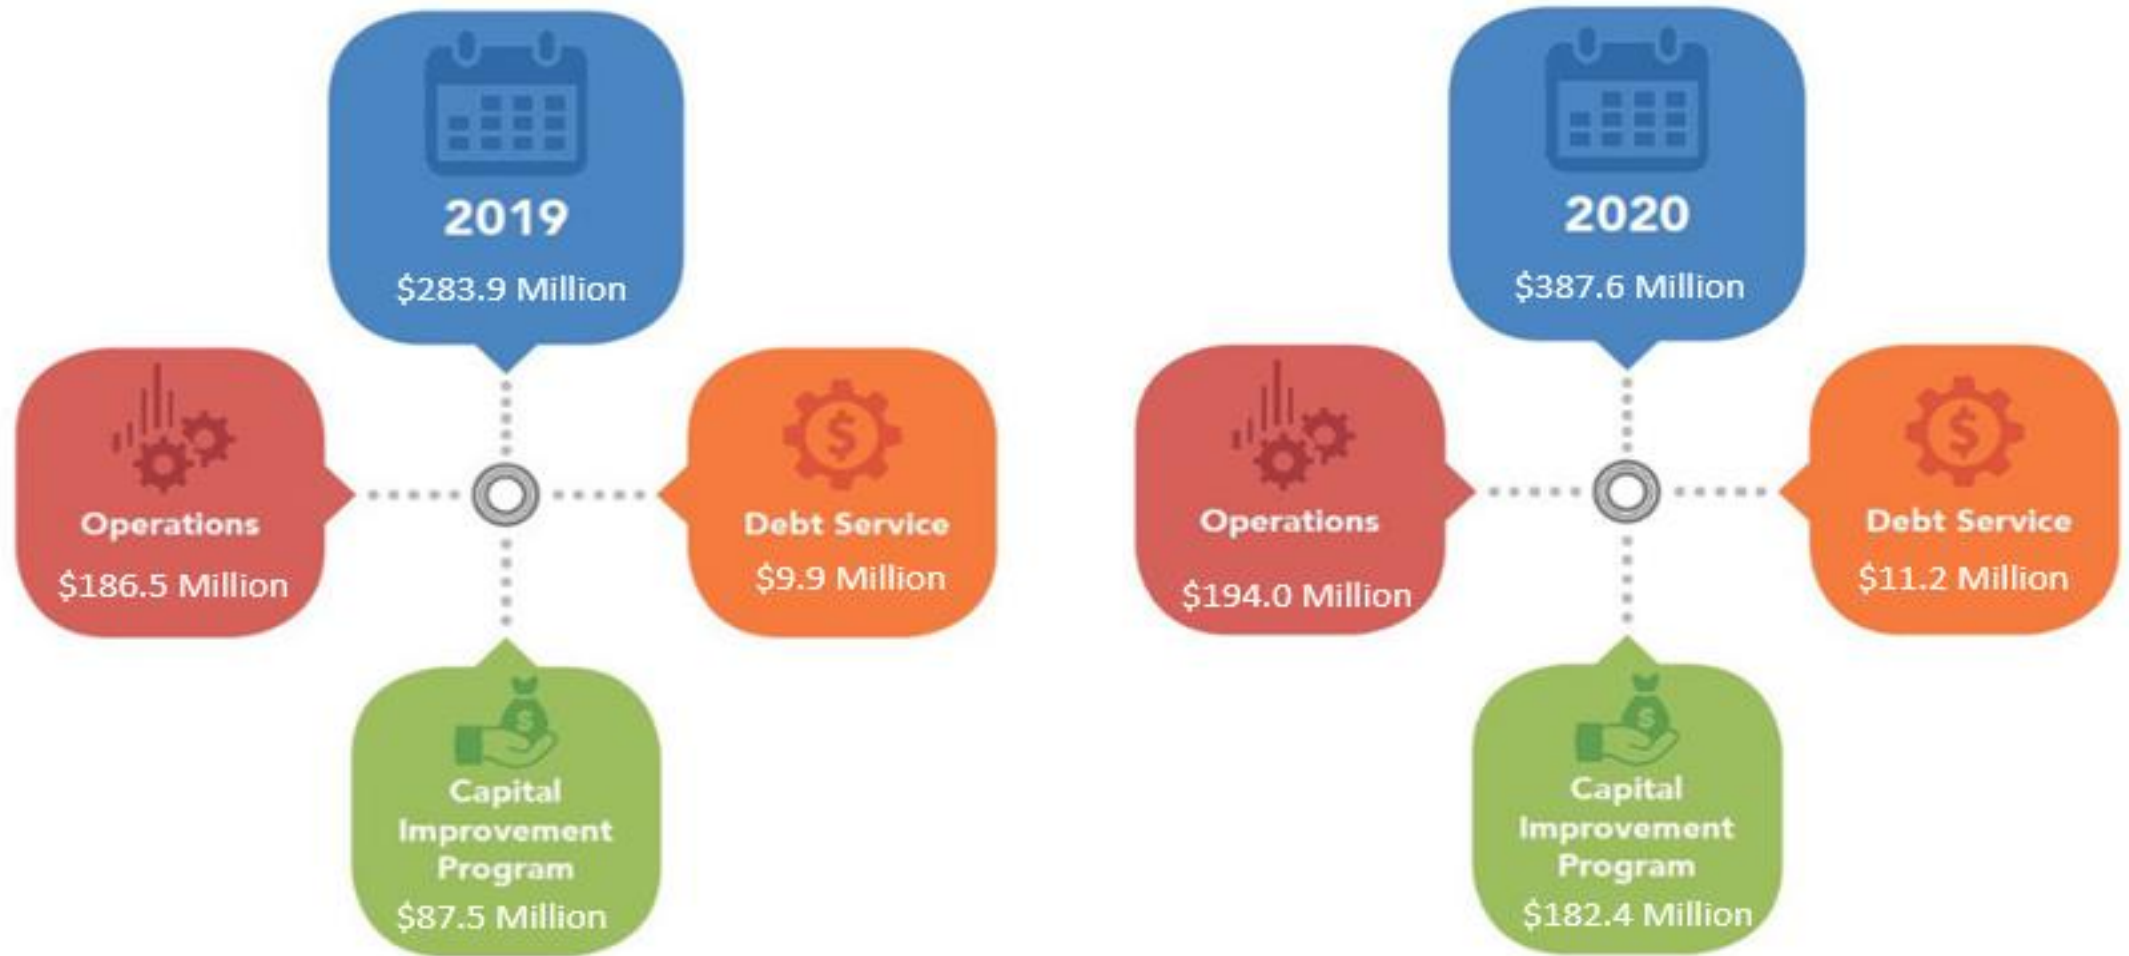 2019
$283.9 Million
Operations
$186.5 Million
$
Debt Service
$9.9 Million
$
Capital
Improvement
Program
$87.5 Million
2020
$387.6 Million
Operations
$194.0 Million
$
Debt Service
$11.2 Million
$
Capital
Improvement
Program
$182.4 Million